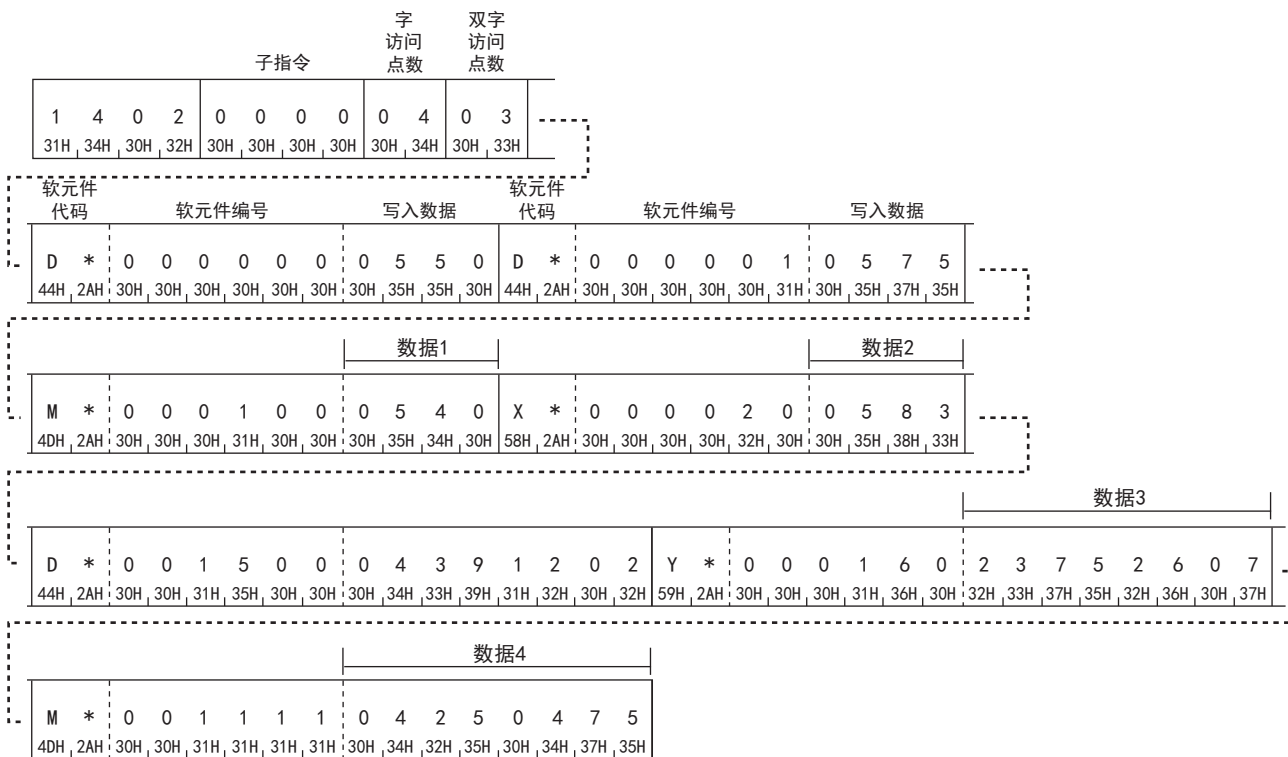 字 双字
访问 访问
子指令 点数 点数
1 4 0 2 0 0 0 0 0 4 0 3
31H 34H 30H 32H 30H 30H 30H 30H 30H 34H 30H 33H
软元件 软元件
代码 软元件编号 写入数据 代码 软元件编号 写入数据
D * 0 0 0 0 0 0 0 5 5 0 D * 0 0 0 0 0 1 0 5 7 5
44H 2AH 30H 30H 30H 30H 30H 30H 30H 35H 35H 30H 44H 2AH 30H 30H 30H 30H 30H 31H 30H 35H 37H 35H
数据1 数据2
M * 0 0 0 1 0 0 0 5 4 0 X * 0 0 0 0 2 0 0 5 8 3
4DH 2AH 30H 30H 30H 31H 30H 30H 30H 35H 34H 30H 58H 2AH 30H 30H 30H 30H 32H 30H 30H 35H 38H 33H
数据3
D * 0 0 1 5 0 0 0 4 3 9 1 2 0 2 Y * 0 0 0 1 6 0 2 3 7 5 2 6 0 7
44H 2AH 30H 30H 31H 35H 30H 30H 30H 34H 33H 39H 31H 32H 30H 32H 59H 2AH 30H 30H 30H 31H 36H 30H 32H 33H 37H 35H 32H 36H 30H 37H
数据4
M * 0 0 1 1 1 1 0 4 2 5 0 4 7 5
4DH 2AH 30H 30H 31H 31H 31H 31H 30H 34H 32H 35H 30H 34H 37H 35H